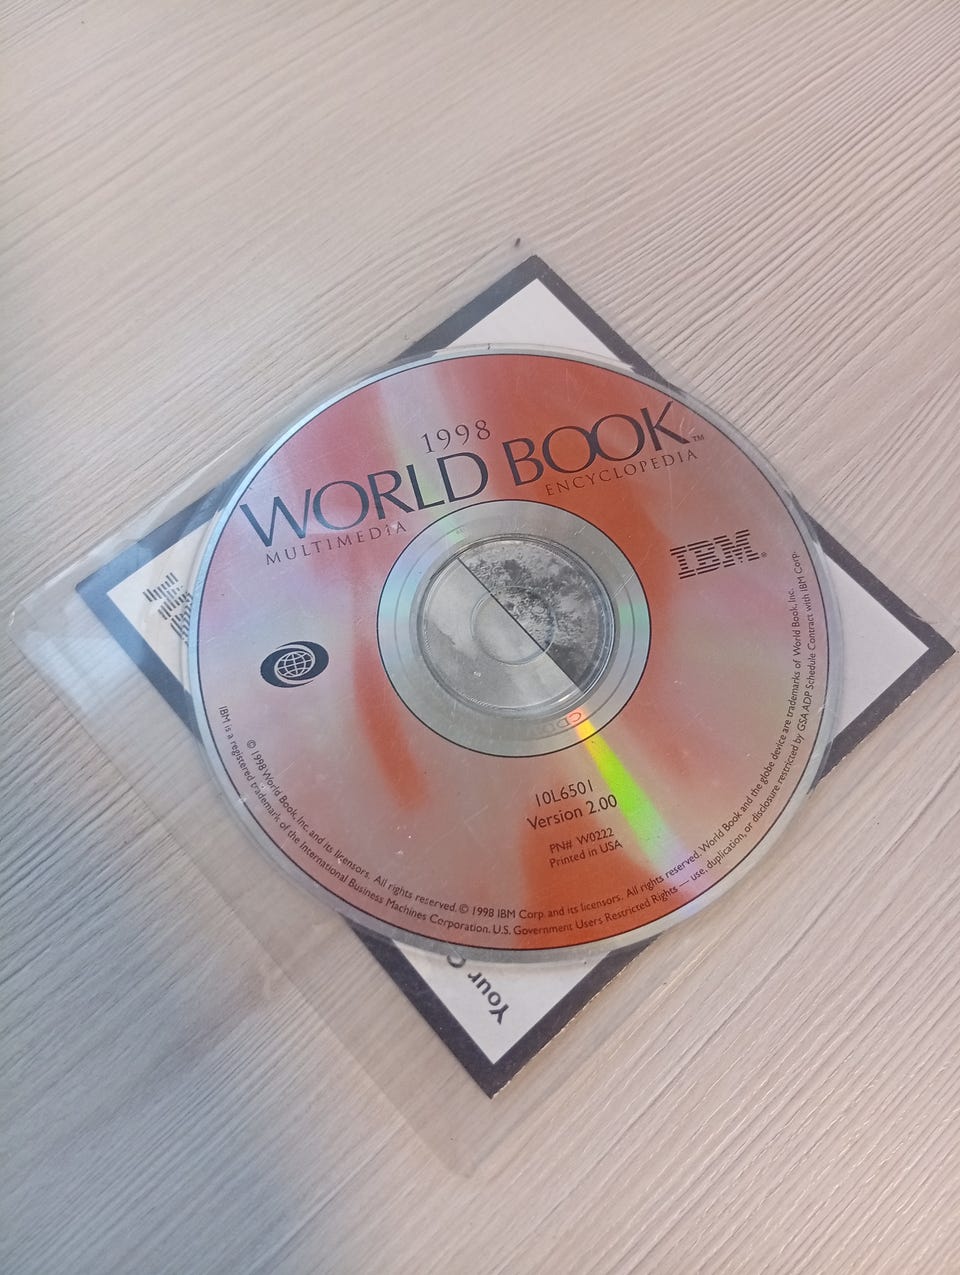 1998
WORLD BOOK™
MULTIMEDIA ENCYCLOPEDIA
IBM®
CD
10L6501
Version 2.00
PN# W0222
Printed in USA
© 1998 World Book, Inc. and its licensors. All rights reserved. © 1998 IBM Corp. and its licensors. All rights reserved. World Book and the globe device are trademarks of World Book, Inc.
IBM is a registered trademark of the International Business Machines Corporation. U.S. Government Users Restricted Rights — use, duplication, or disclosure restricted by GSA ADP Schedule Contract with IBM Corp.
Your